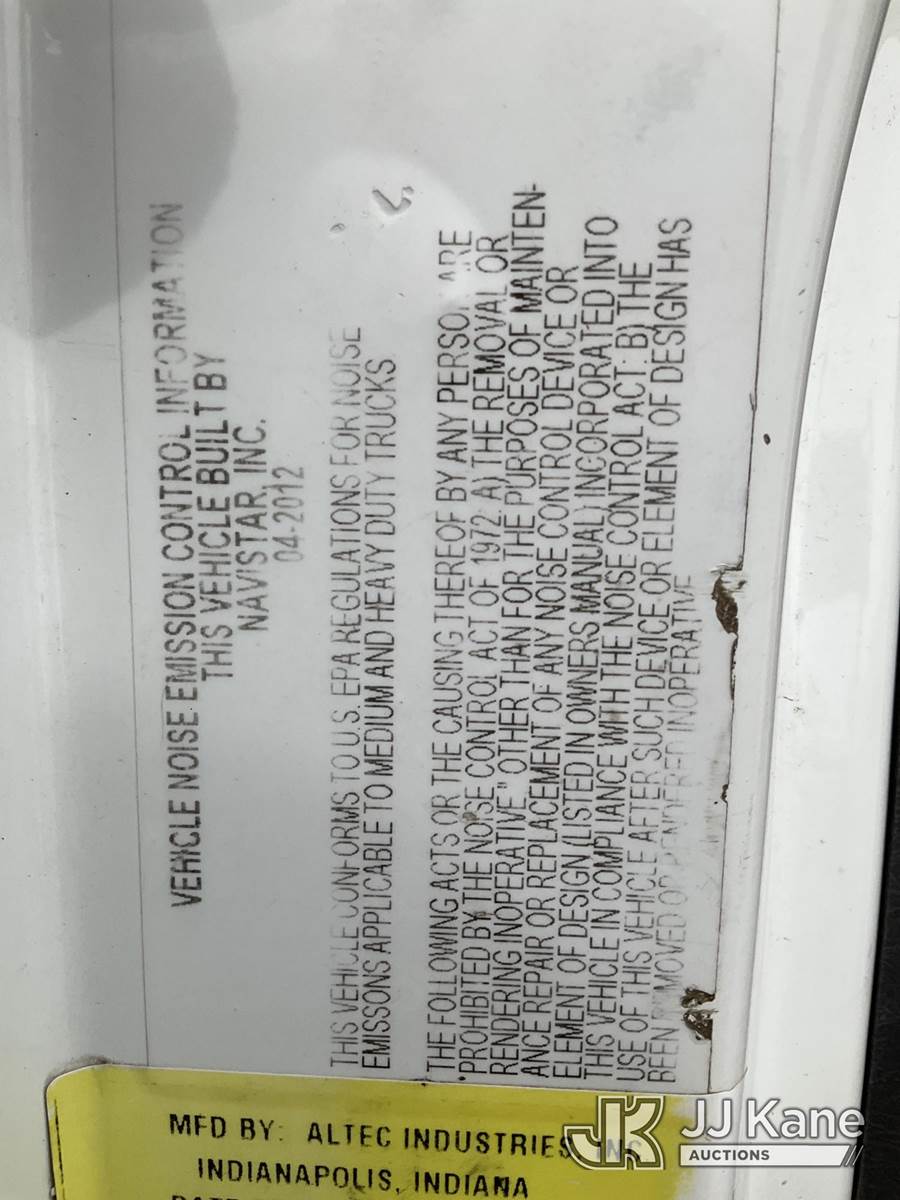 VEHICLE NOISE EMISSION CONTROL INFORMATION
THIS VEHICLE BUILT BY
NAVISTAR, INC.
04-2012
THIS VEHICLE CONFORMS TO U.S. EPA REGULATIONS FOR NOISE
EMISSONS APPLICABLE TO MEDIUM AND HEAVY DUTY TRUCKS
THE FOLLOWING ACTS OR THE CAUSING THEREOF BY ANY PERSON ARE
PROHIBITED BY THE NOISE CONTROL ACT OF 1972 A) THE REMOVAL OR
RENDERING INOPERATIVE " OTHER THAN FOR THE PURPOSES OF MAINTEN-
ANCE REPAIR OR REPLACEMENT OF ANY NOISE CONTROL DEVICE OR
ELEMENT OF DESIGN (LISTED IN OWNERS MANUAL) INCORPORATED INTO
THIS VEHICLE IN COMPLIANCE WITH THE NOISE CONTROL ACT: B) THE
USE OF THIS VEHICLE AFTER SUCH DEVICE OR ELEMENT OF DESIGN HAS
BEEN REMOVED OR RENDERED INOPERATIVE
MFD BY: ALTEC INDUSTRIES, INC.
INDIANAPOLIS, INDIANA
JK JJ Kane
AUCTIONS